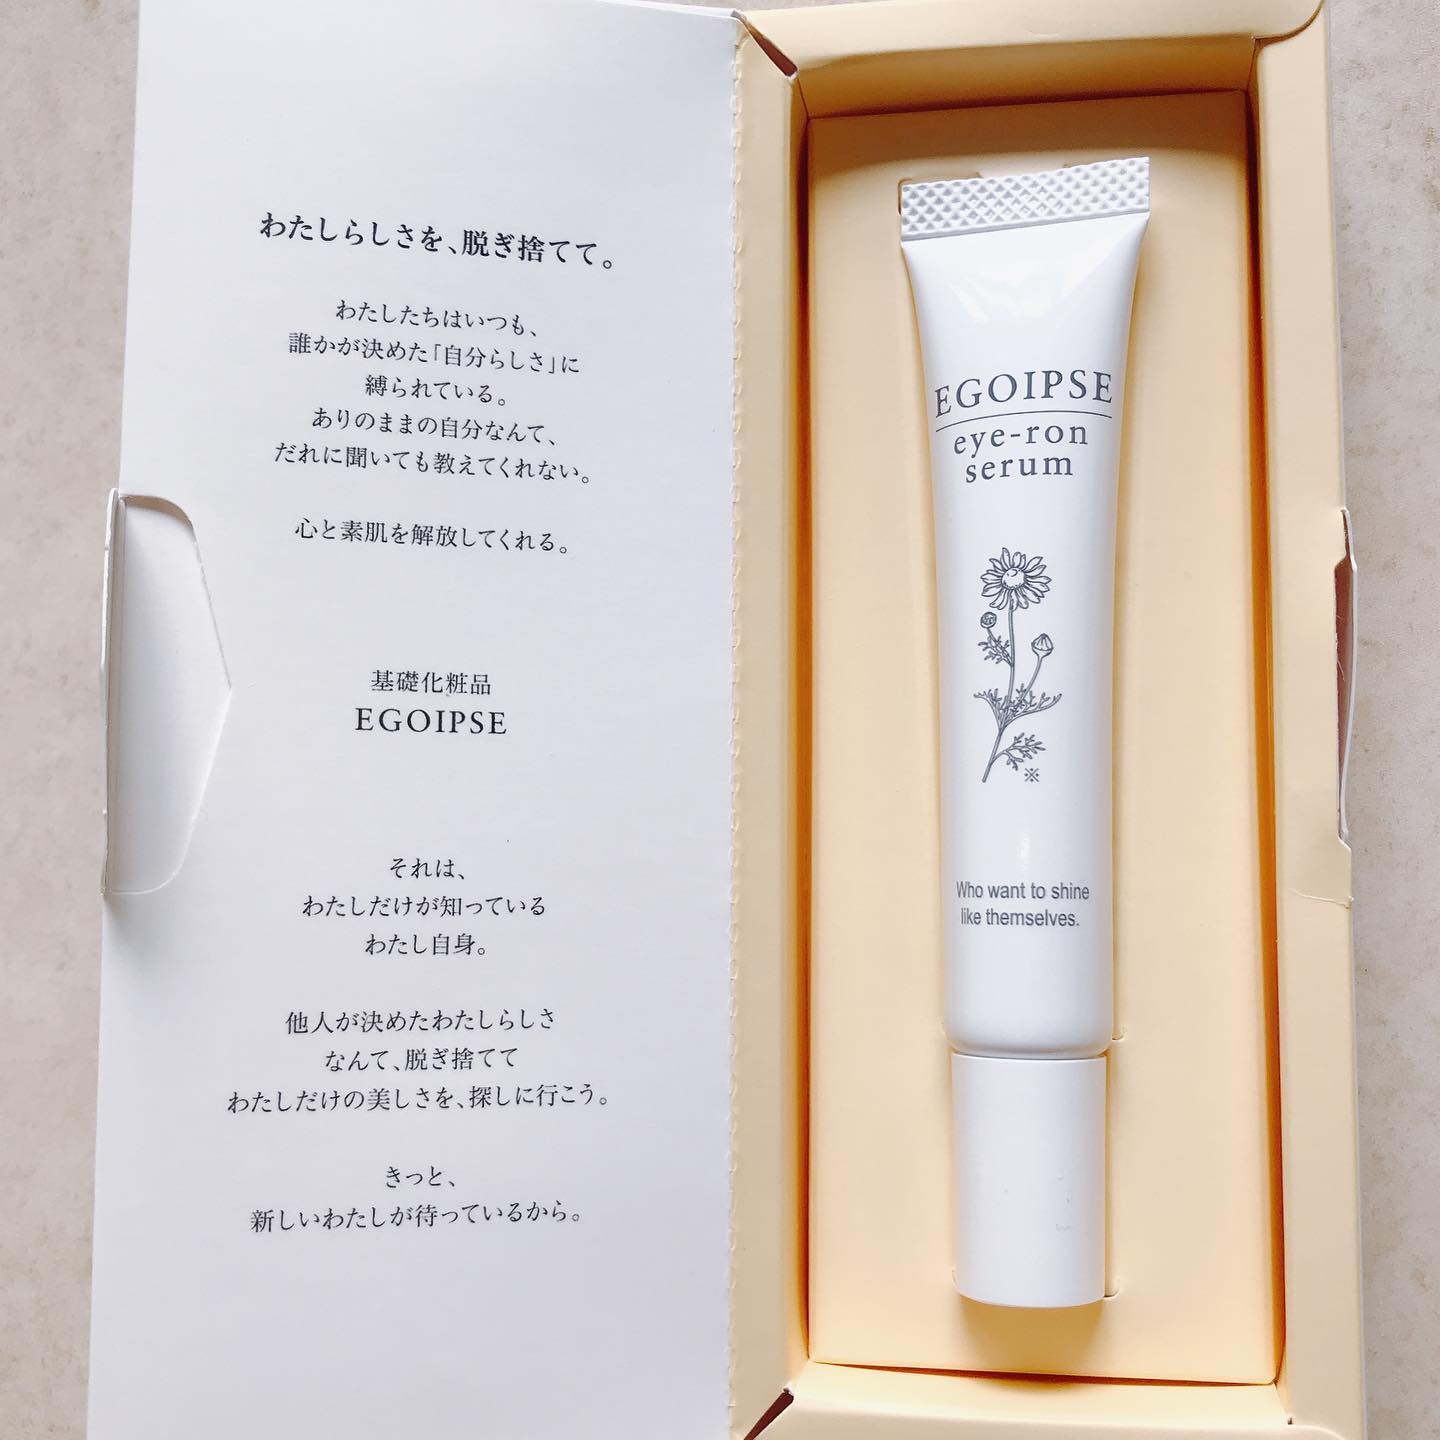 わたしらしさを、脱ぎ捨てて。
わたしたちはいつも、
誰かが決めた「自分らしさ」に
縛られている。
ありのままの自分なんて、
だれに聞いても教えてくれない。
心と素肌を解放してくれる。
基礎化粧品
EGOIPSE
それは、
わたしだけが知っている
わたし自身。
他人が決めたわたしらしさ
なんて、脱ぎ捨てて
わたしだけの美しさを、探しに行こう。
きっと、
新しいわたしが待っているから。
EGOIPSE
eye-ron
serum
※
Who want to shine
like themselves.